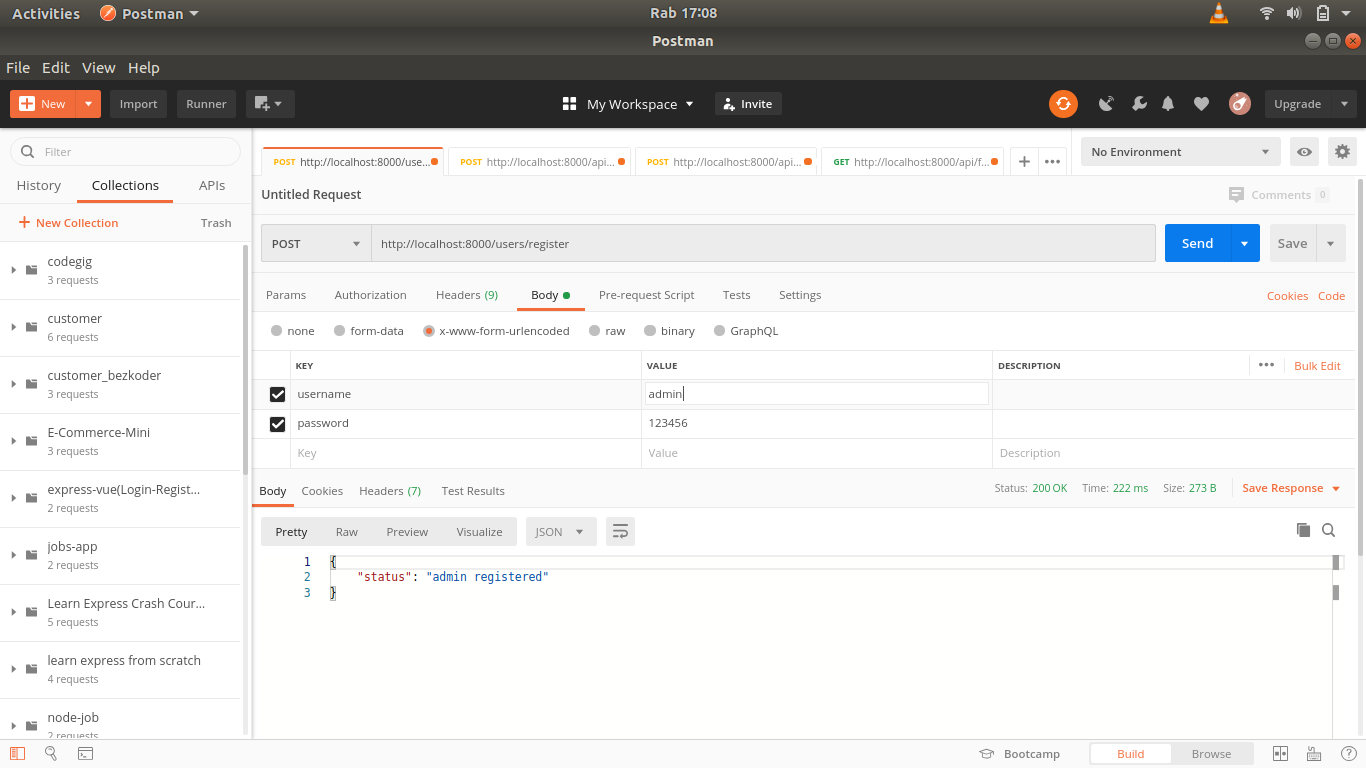 Activities Postman Rab 17:08
Postman
File Edit View Help
New Import Runner My Workspace Invite Upgrade
Filter
History Collections APIs
+ New Collection Trash
codegig
3 requests
customer
6 requests
customer_bezkoder
3 requests
E-Commerce-Mini
3 requests
express-vue(Login-Regist...
2 requests
jobs-app
2 requests
Learn Express Crash Cour...
5 requests
learn express from scratch
4 requests
node-job
2 requests
POST http://localhost:8000/use... POST http://localhost:8000/api... POST http://localhost:8000/api... GET http://localhost:8000/api/f... + ••• No Environment
Untitled Request Comments 0
POST http://localhost:8000/users/register Send Save
Params Authorization Headers (9) Body Pre-request Script Tests Settings Cookies Code
none form-data x-www-form-urlencoded raw binary GraphQL
KEY VALUE DESCRIPTION ••• Bulk Edit
username admin
password 123456
Key Value Description
Body Cookies Headers (7) Test Results Status: 200 OK Time: 222 ms Size: 273 B Save Response
Pretty Raw Preview Visualize JSON
1 {
2 "status": "admin registered"
3 }
Bootcamp Build Browse ?